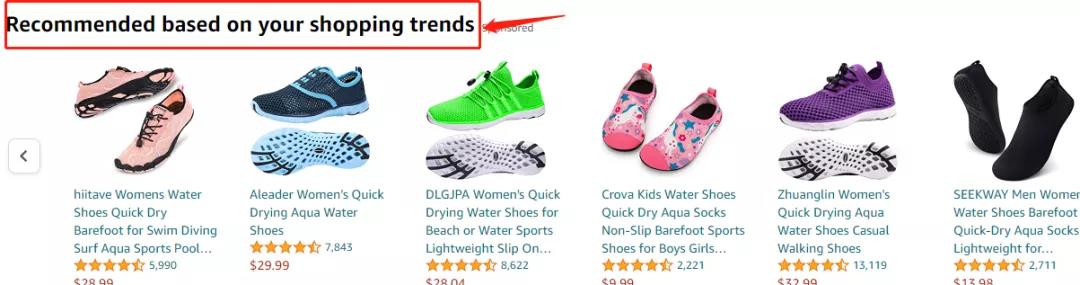 Recommended based on your shopping trends
Sponsored
hiitave Womens Water
Shoes Quick Dry
Barefoot for Swim Diving
Surf Aqua Sports Pool...
5,990
$28.99
Aleader Women's Quick
Drying Aqua Water
Shoes
7,843
$29.99
DLGJPA Women's Quick
Drying Water Shoes for
Beach or Water Sports
Lightweight Slip On...
8,622
$28.04
Crova Kids Water Shoes
Quick Dry Aqua Socks
Non-Slip Barefoot Sports
Shoes for Boys Girls...
2,221
$9.99
Zhuanglin Women's
Quick Drying Aqua
Water Shoes Casual
Walking Shoes
13,119
$32.99
SEEKWAY Men Women
Water Shoes Barefoot
Quick-Dry Aqua Socks
Lightweight for...
2,711
$13.98